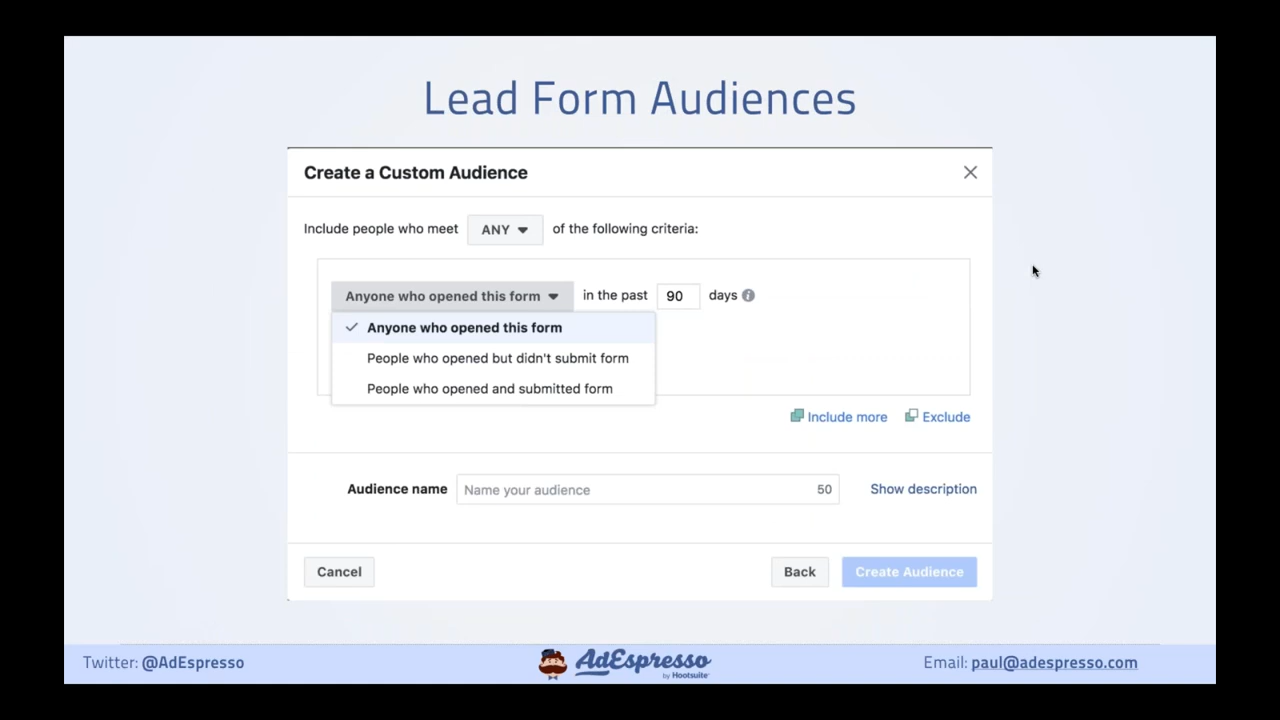 Lead Form Audiences
Create a Custom Audience
Include people who meet ANY of the following criteria:
Anyone who opened this form in the past 90 days
Anyone who opened this form
People who opened but didn't submit form
People who opened and submitted form
Include more Exclude
Audience name Name your audience 50 Show description
Cancel Back Create Audience
Twitter: @AdEspresso AdEspresso by Hootsuite Email: paul@adespresso.com